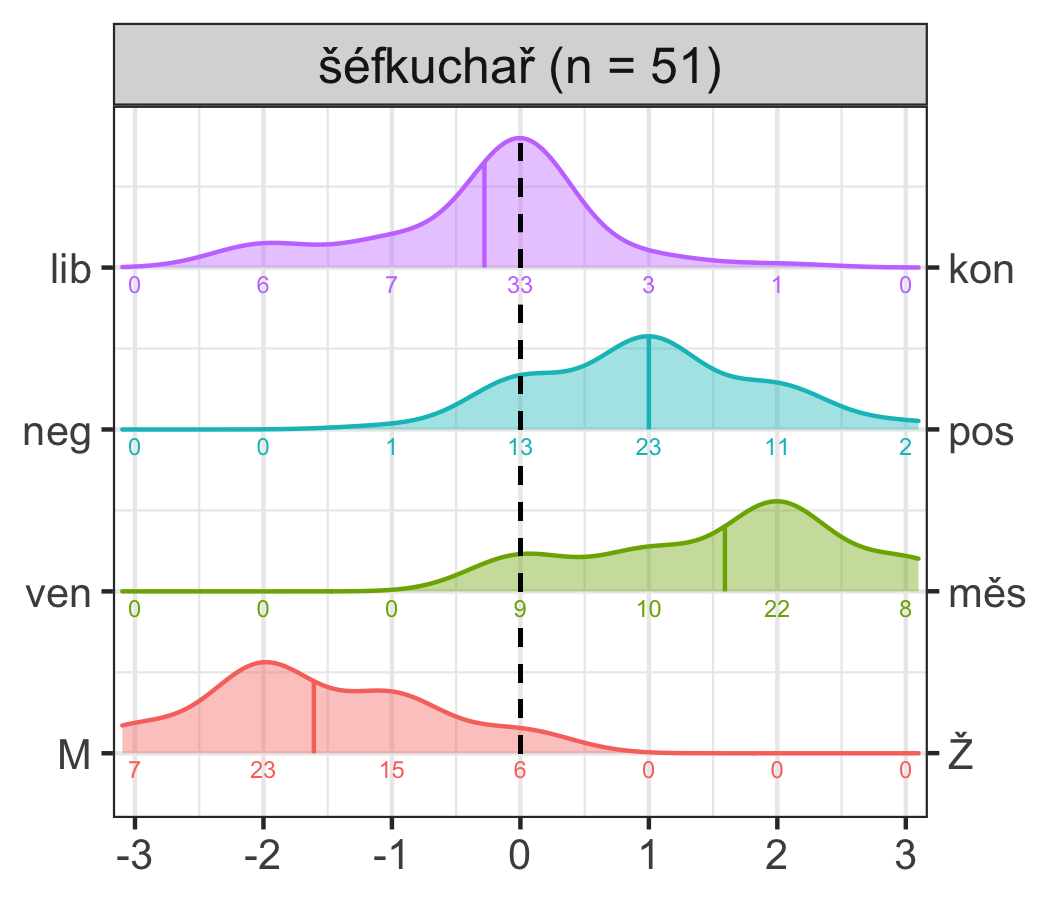 šéfkuchař (n = 51)
lib kon
0 6 7 33 3 1 0
neg pos
0 0 1 13 23 11 2
ven měs
0 0 0 9 10 22 8
M Ž
7 23 15 6 0 0 0
-3 -2 -1 0 1 2 3